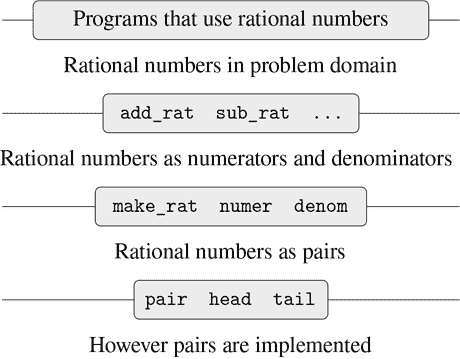 Programs that use rational numbers
Rational numbers in problem domain
add_rat sub_rat ...
Rational numbers as numerators and denominators
make_rat numer denom
Rational numbers as pairs
pair head tail
However pairs are implemented